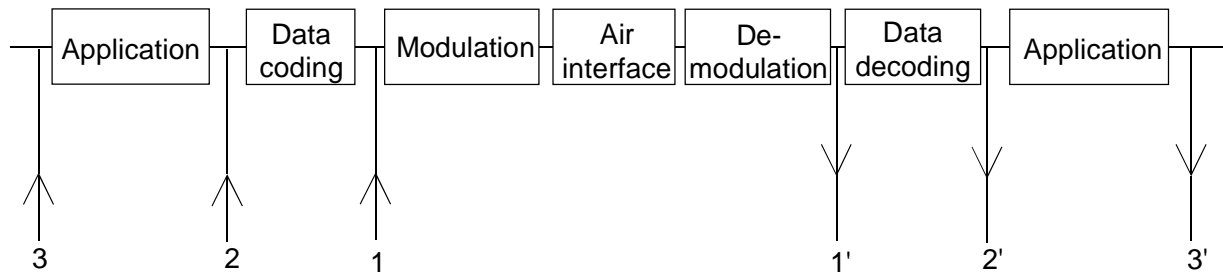 Application
Data
coding
Modulation
Air
interface
De-
modulation
Data
decoding
Application
3
2
1
1'
2'
3'